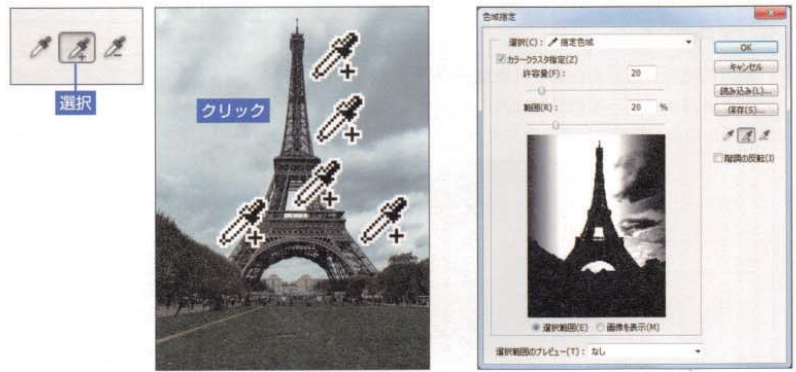 選択
クリック
色域指定
選択(C): 指定色域
カラークラスタ指定(Z)
許容量(F): 20
範囲(R): 20 %
選択範囲(E) 画像を表示(M)
選択範囲のプレビュー(T): なし
OK
キャンセル
読み込み(L)...
保存(S)...
階調の反転(I)